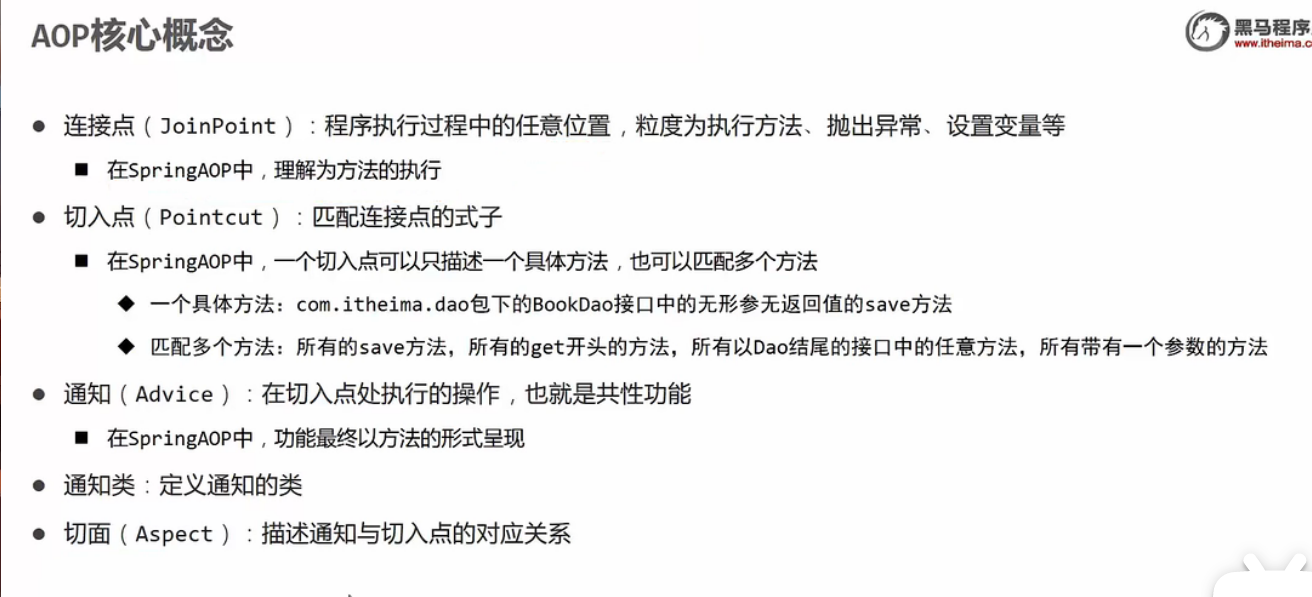 AOP核心概念
黑马程序
www.itheima.c
连接点（JoinPoint）：程序执行过程中的任意位置，粒度为执行方法、抛出异常、设置变量等
在SpringAOP中，理解为方法的执行
切入点（Pointcut）：匹配连接点的式子
在SpringAOP中，一个切入点可以只描述一个具体方法，也可以匹配多个方法
一个具体方法：com.itheima.dao包下的BookDao接口中的无形参无返回值的save方法
匹配多个方法：所有的save方法，所有的get开头的方法，所有以Dao结尾的接口中的任意方法，所有带有一个参数的方法
通知（Advice）：在切入点处执行的操作，也就是共性功能
在SpringAOP中，功能最终以方法的形式呈现
通知类：定义通知的类
切面（Aspect）：描述通知与切入点的对应关系